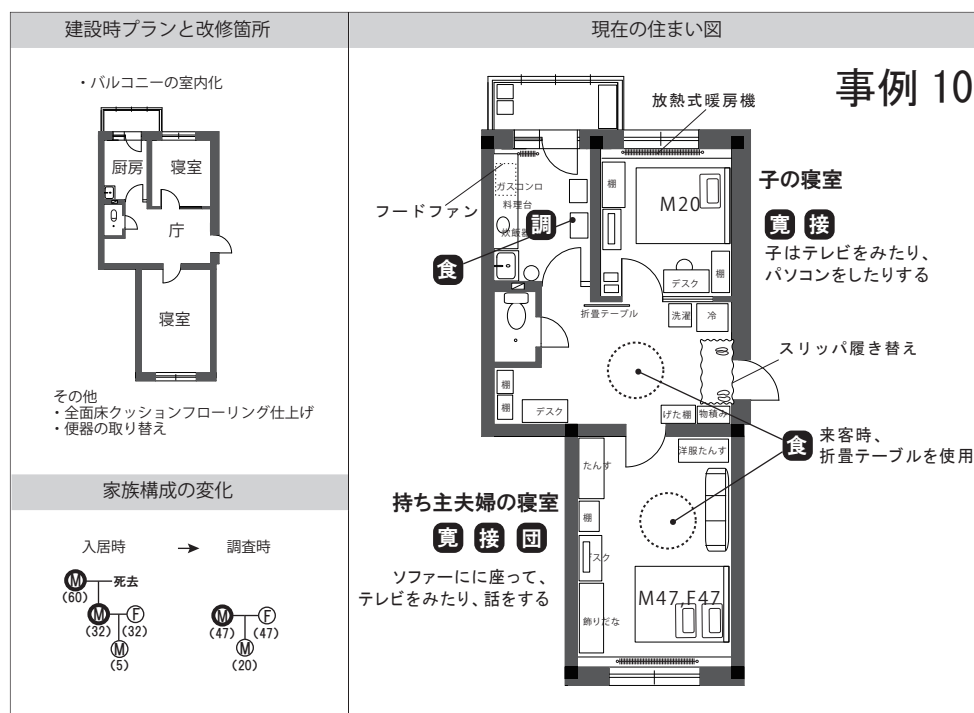 建設時プランと改修箇所
・バルコニーの室内化
厨房
寝室
庁
寝室
その他
・全面床クッションフローリング仕上げ
・便器の取り替え
家族構成の変化
入居時 → 調査時
M
死去
(60)
M F
(32) (32)
M
(5)
M F
(47) (47)
M
(20)
現在の住まい図
事例 10
放熱式暖房機
フードファン
ガスコンロ
料理台
炊飯器
調
食
棚
M20
デスク
棚
子の寝室
寛 接
子はテレビをみたり、
パソコンをしたりする
折畳テーブル
洗濯
冷
スリッパ履き替え
棚
棚
デスク
げた棚
物積み
食
来客時、
折畳テーブルを使用
洋服たんす
たんす
棚
デスク
飾りだな
M47,F47
持ち主夫婦の寝室
寛 接 団
ソファーにに座って、
テレビをみたり、話をする